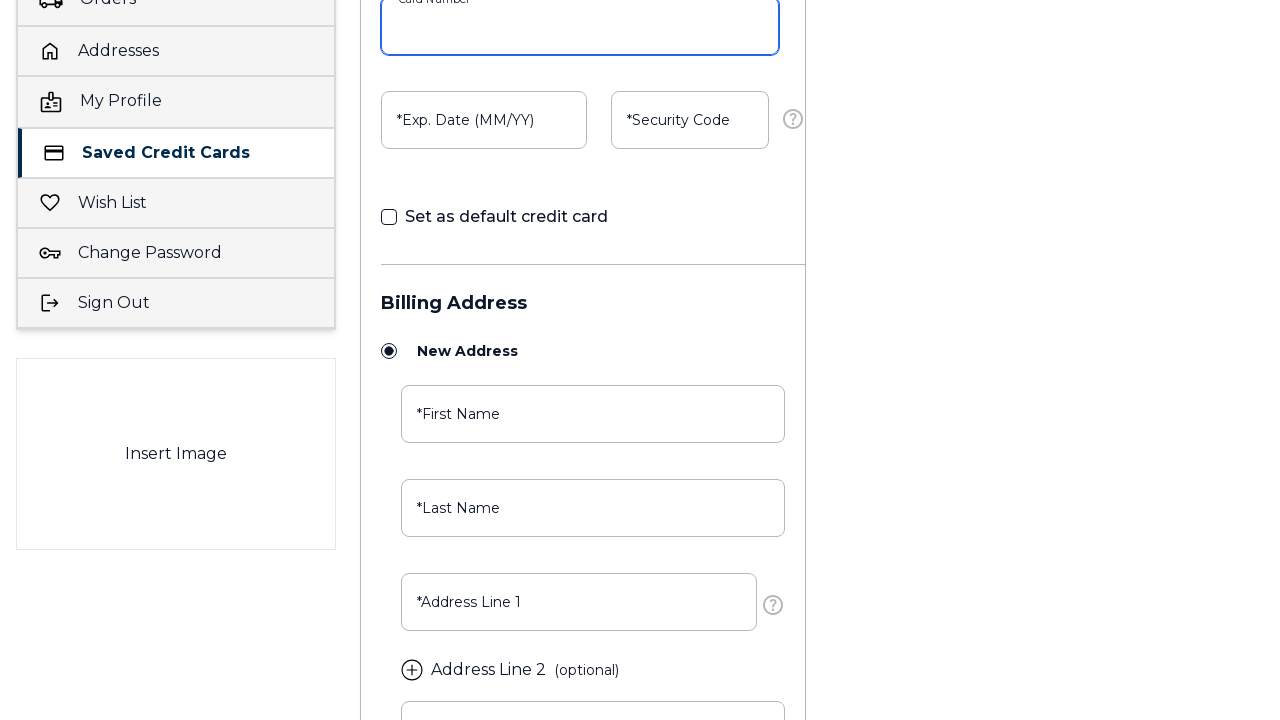 Orders
Card Number
Addresses
My Profile
*Exp. Date (MM/YY)
*Security Code
Saved Credit Cards
Wish List
Set as default credit card
Change Password
Sign Out
Billing Address
New Address
*First Name
Insert Image
*Last Name
*Address Line 1
Address Line 2 (optional)